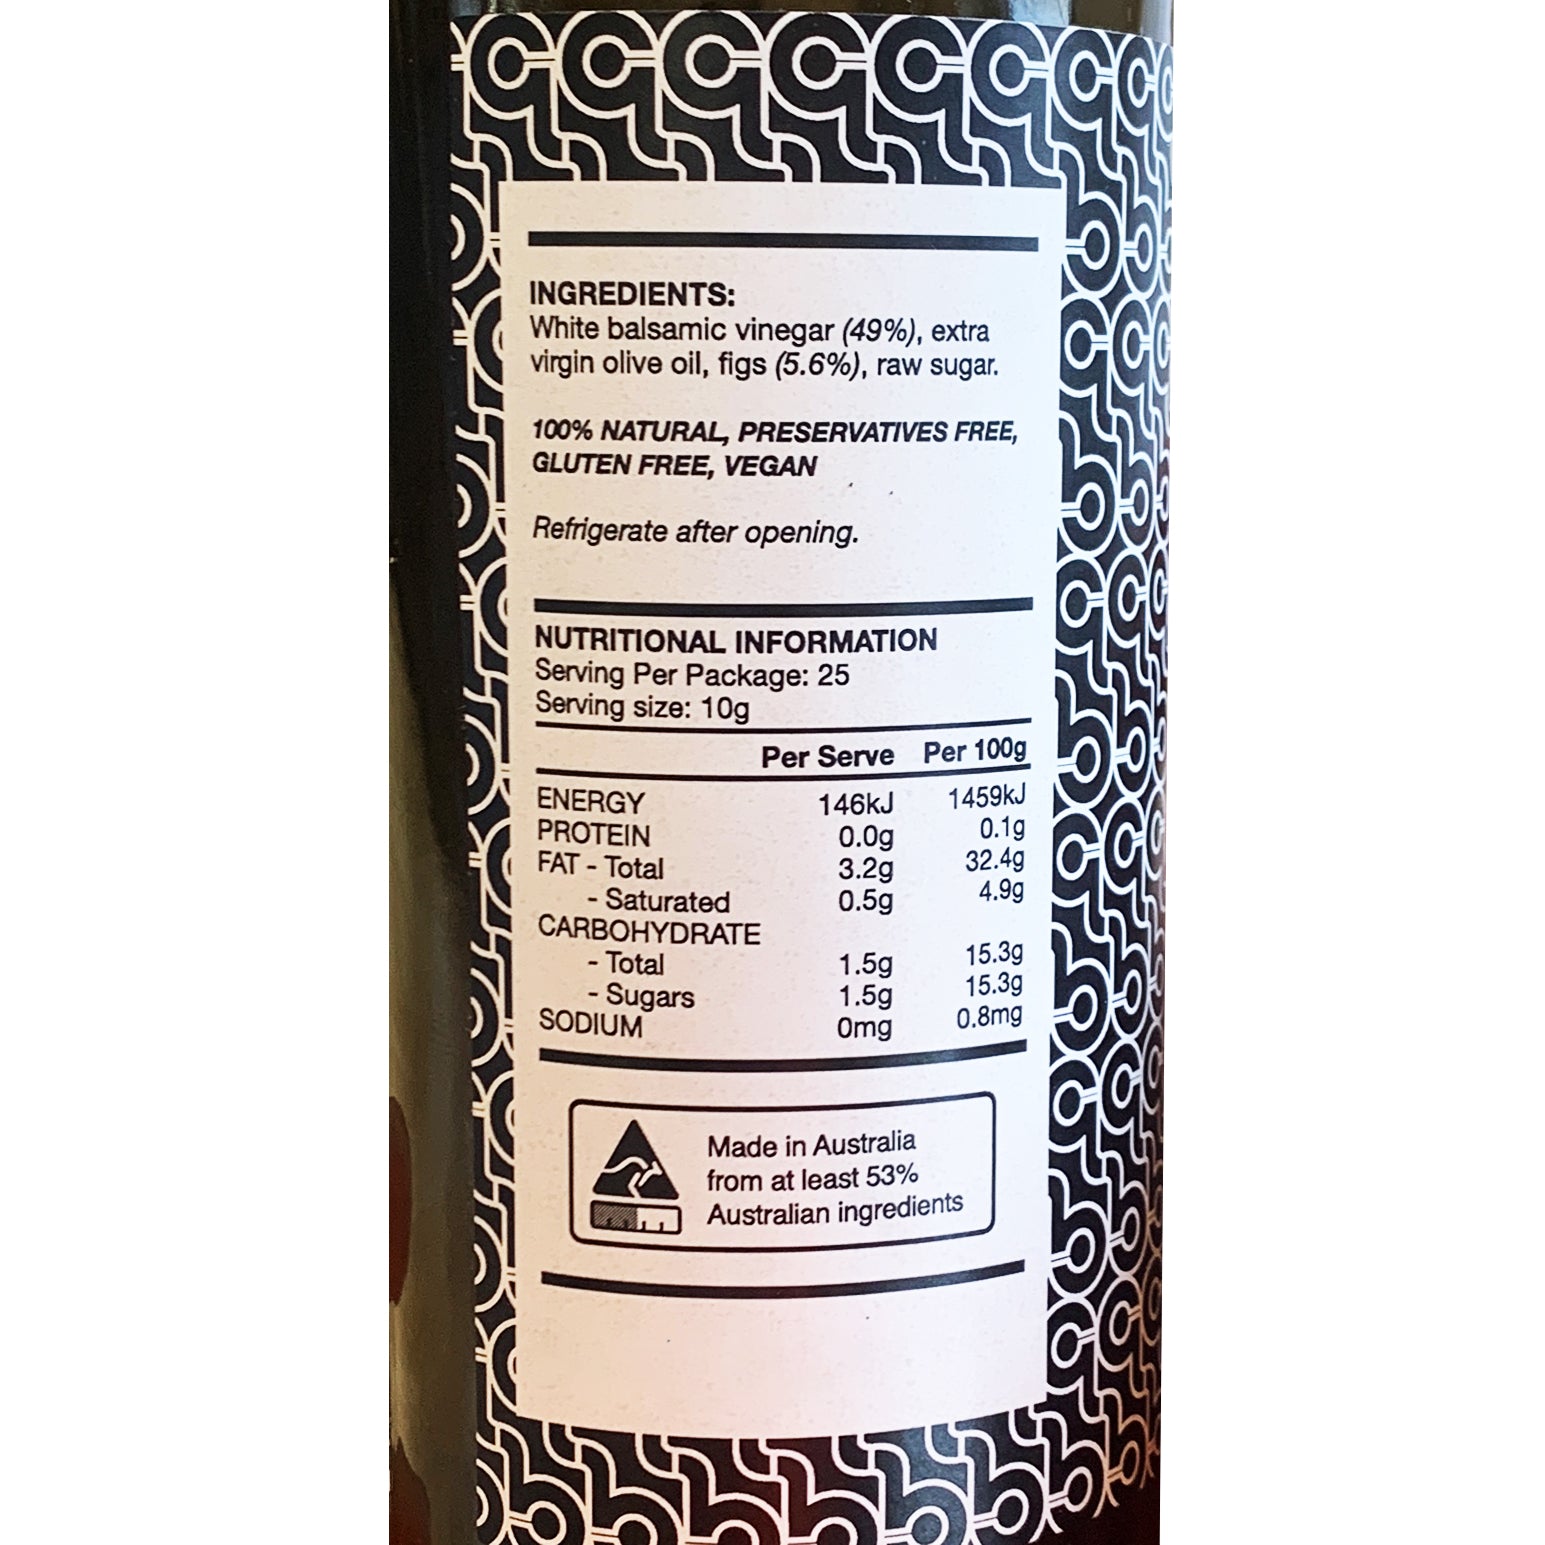 INGREDIENTS:
White balsamic vinegar (49%), extra
virgin olive oil, figs (5.6%), raw sugar.
100% NATURAL, PRESERVATIVES FREE,
GLUTEN FREE, VEGAN
Refrigerate after opening.
NUTRITIONAL INFORMATION
Serving Per Package: 25
Serving size: 10g
Per Serve Per 100g
ENERGY 146kJ 1459kJ
PROTEIN 0.0g 0.1g
FAT - Total 3.2g 32.4g
- Saturated 0.5g 4.9g
CARBOHYDRATE
- Total 1.5g 15.3g
- Sugars 1.5g 15.3g
SODIUM 0mg 0.8mg
Made in Australia
from at least 53%
Australian ingredients